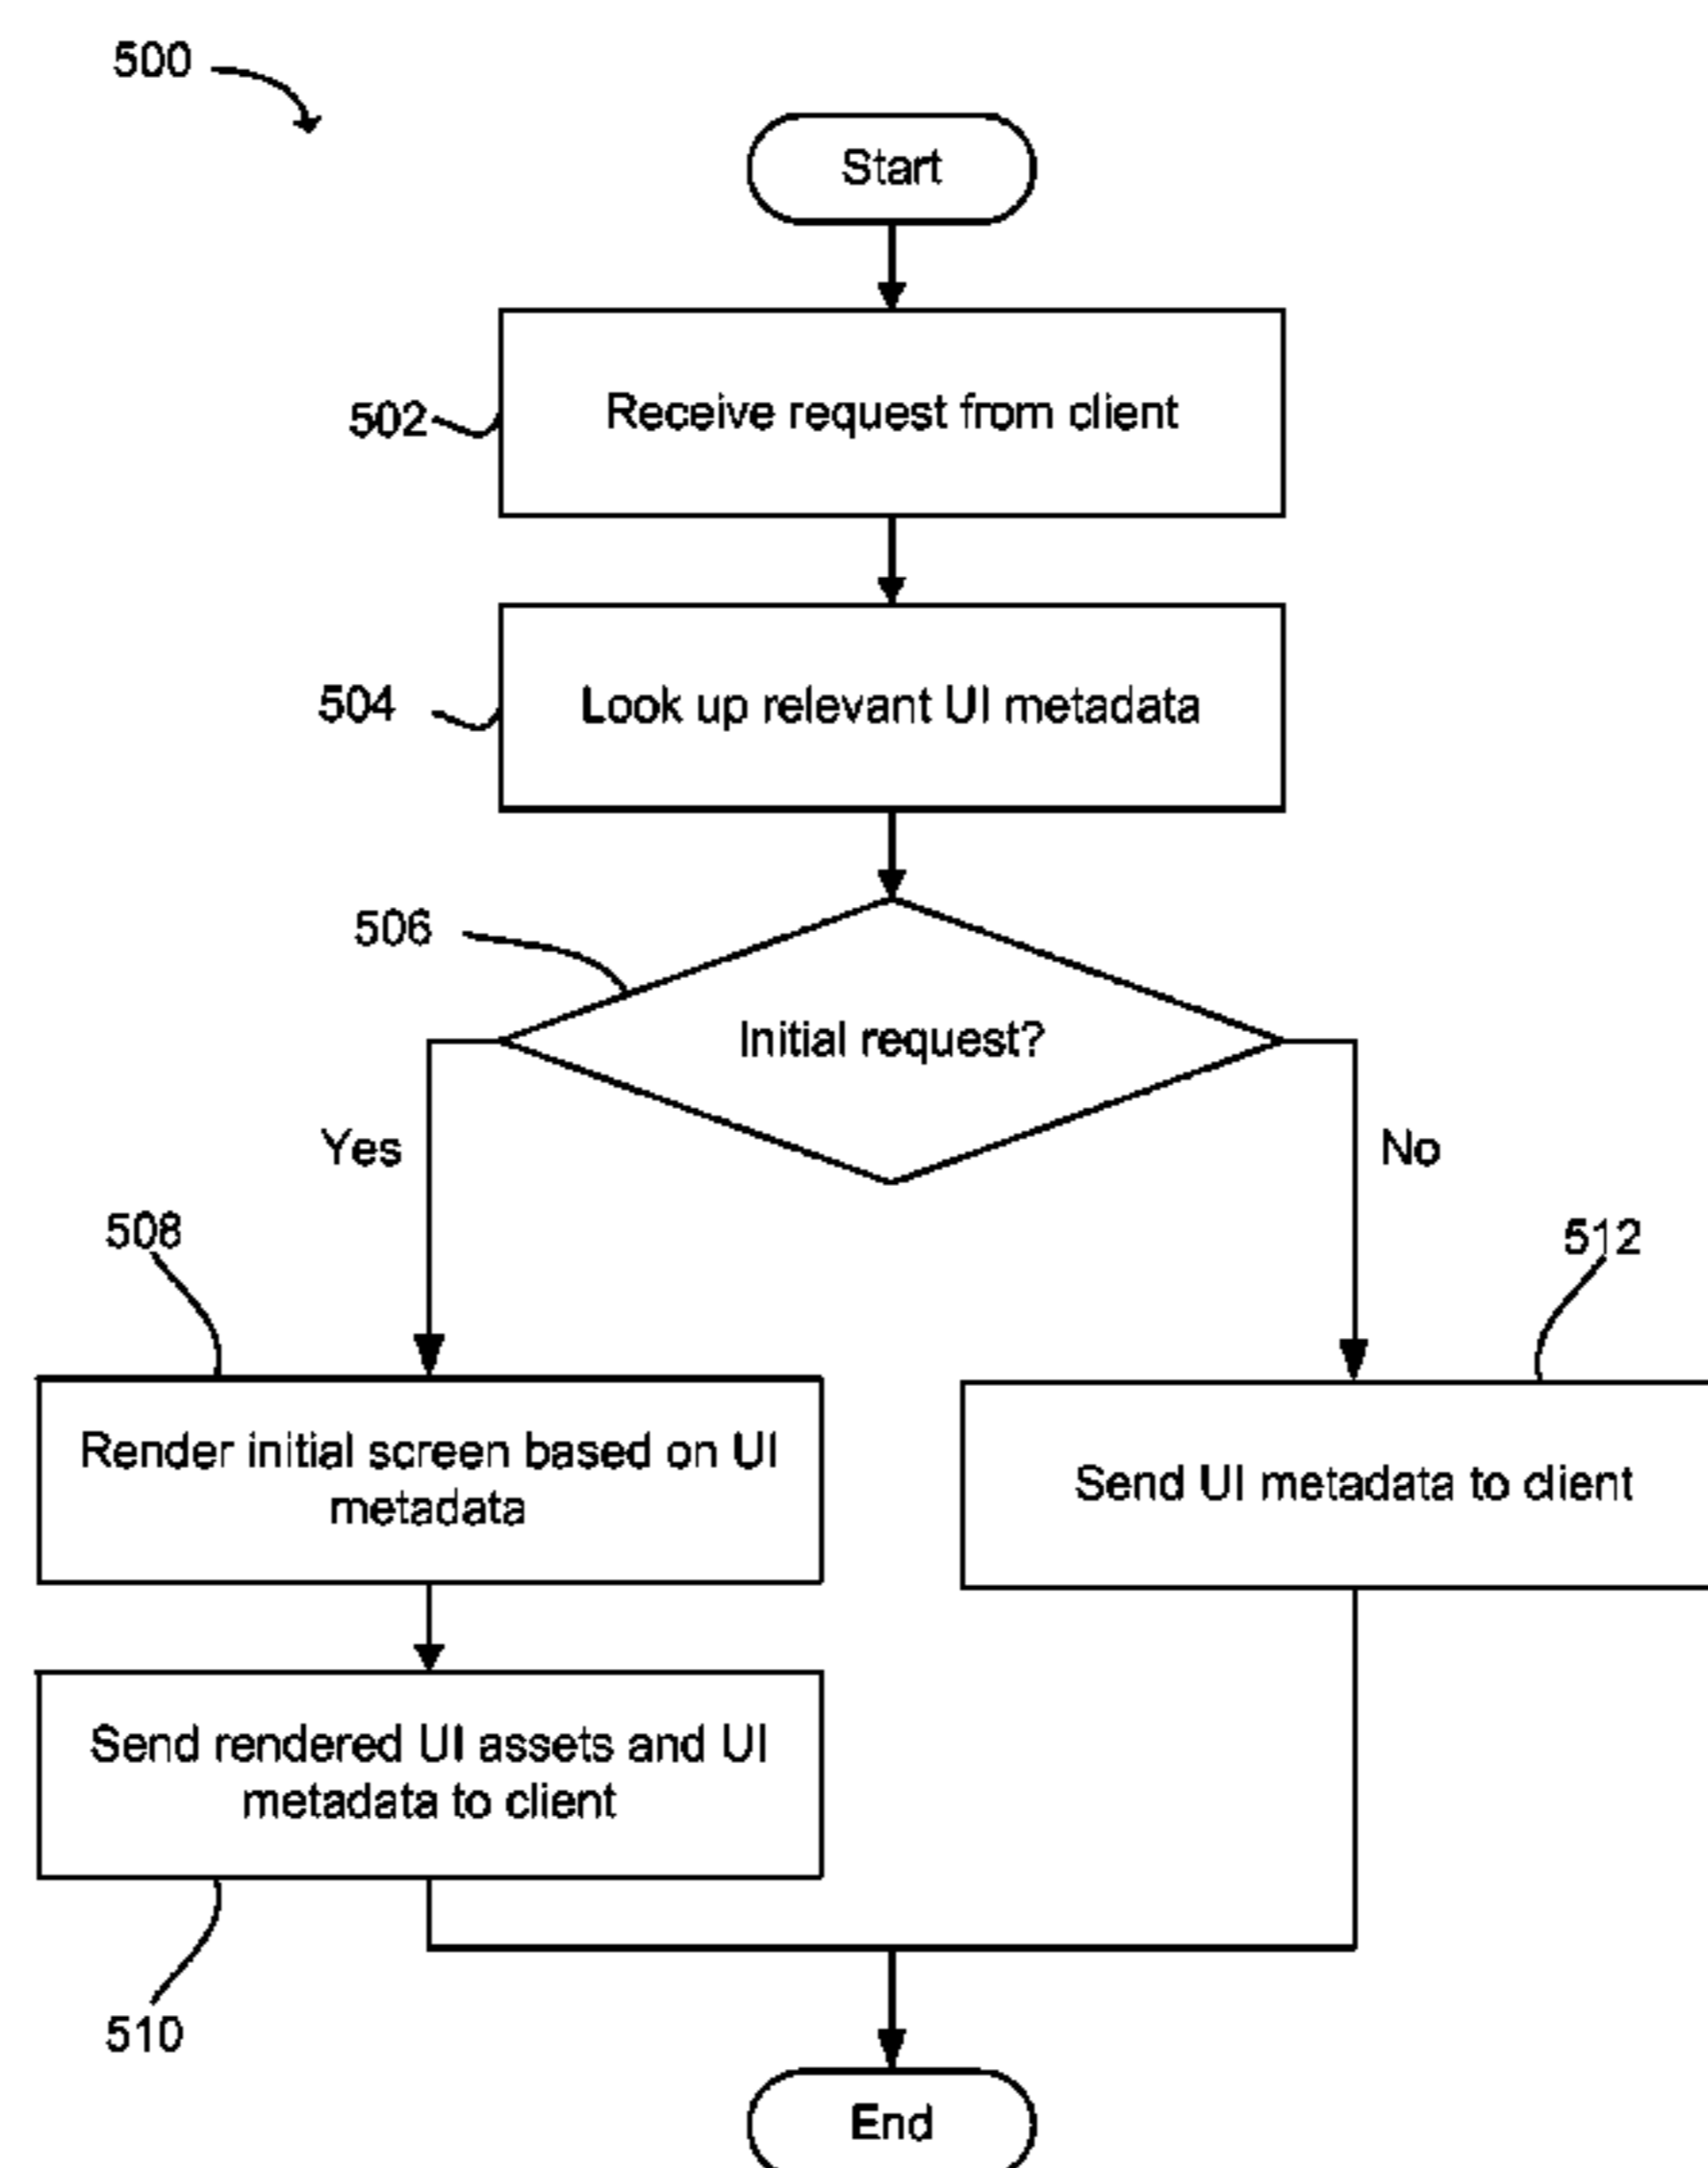 500
Start
502
Receive request from client
504
Look up relevant UI metadata
506
Initial request?
Yes
No
508
512
Render initial screen based on UI
metadata
Send UI metadata to client
Send rendered UI assets and UI
metadata to client
510
End